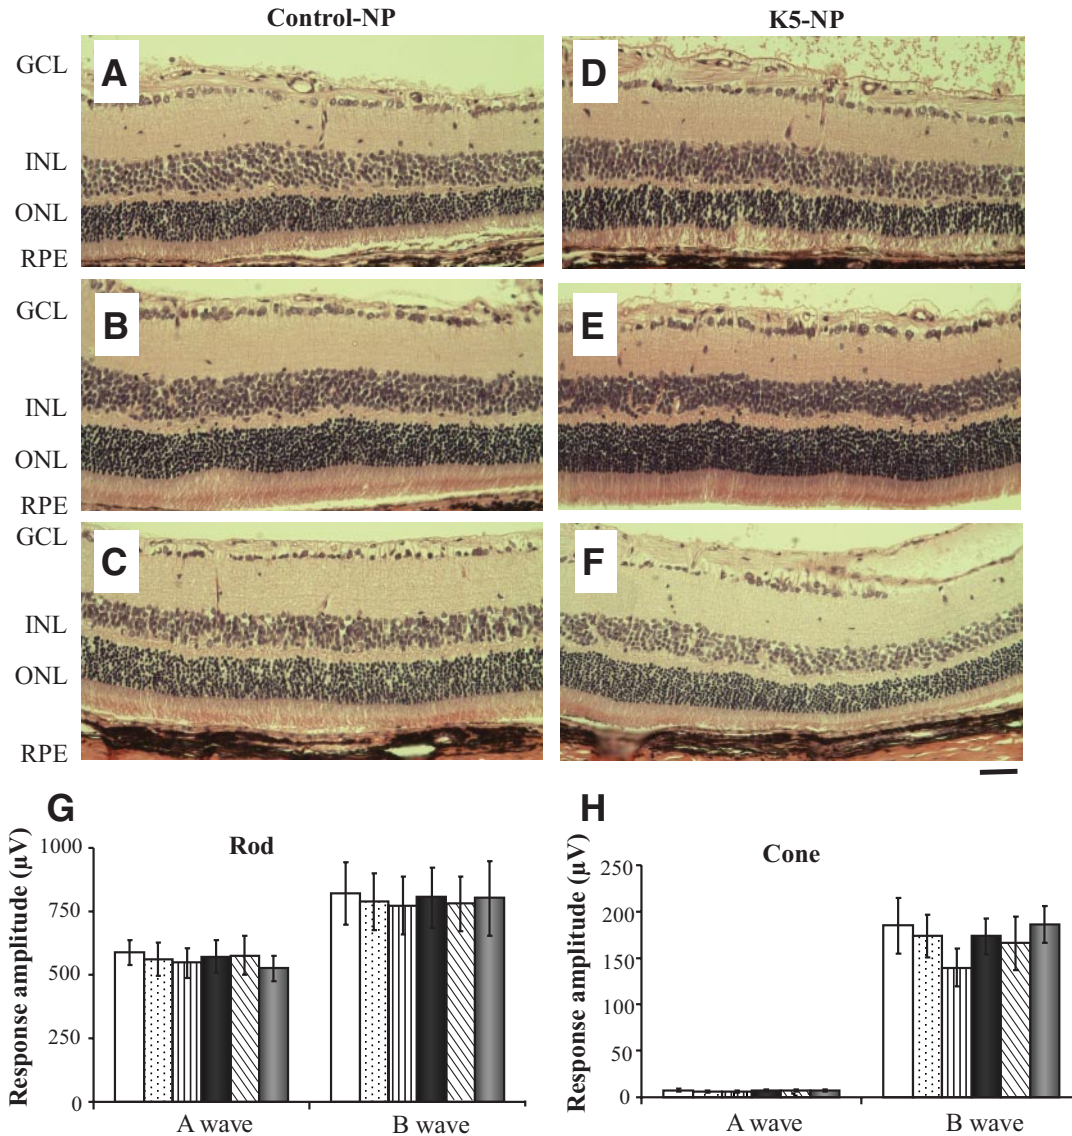 Control-NP
K5-NP
GCL
A
D
INL
ONL
RPE
GCL
B
E
INL
ONL
RPE
GCL
C
F
INL
ONL
RPE
G
Rod
Response amplitude (μV)
1000
750
500
250
0
A wave
B wave
H
Cone
Response amplitude (μV)
250
200
150
100
50
0
A wave
B wave